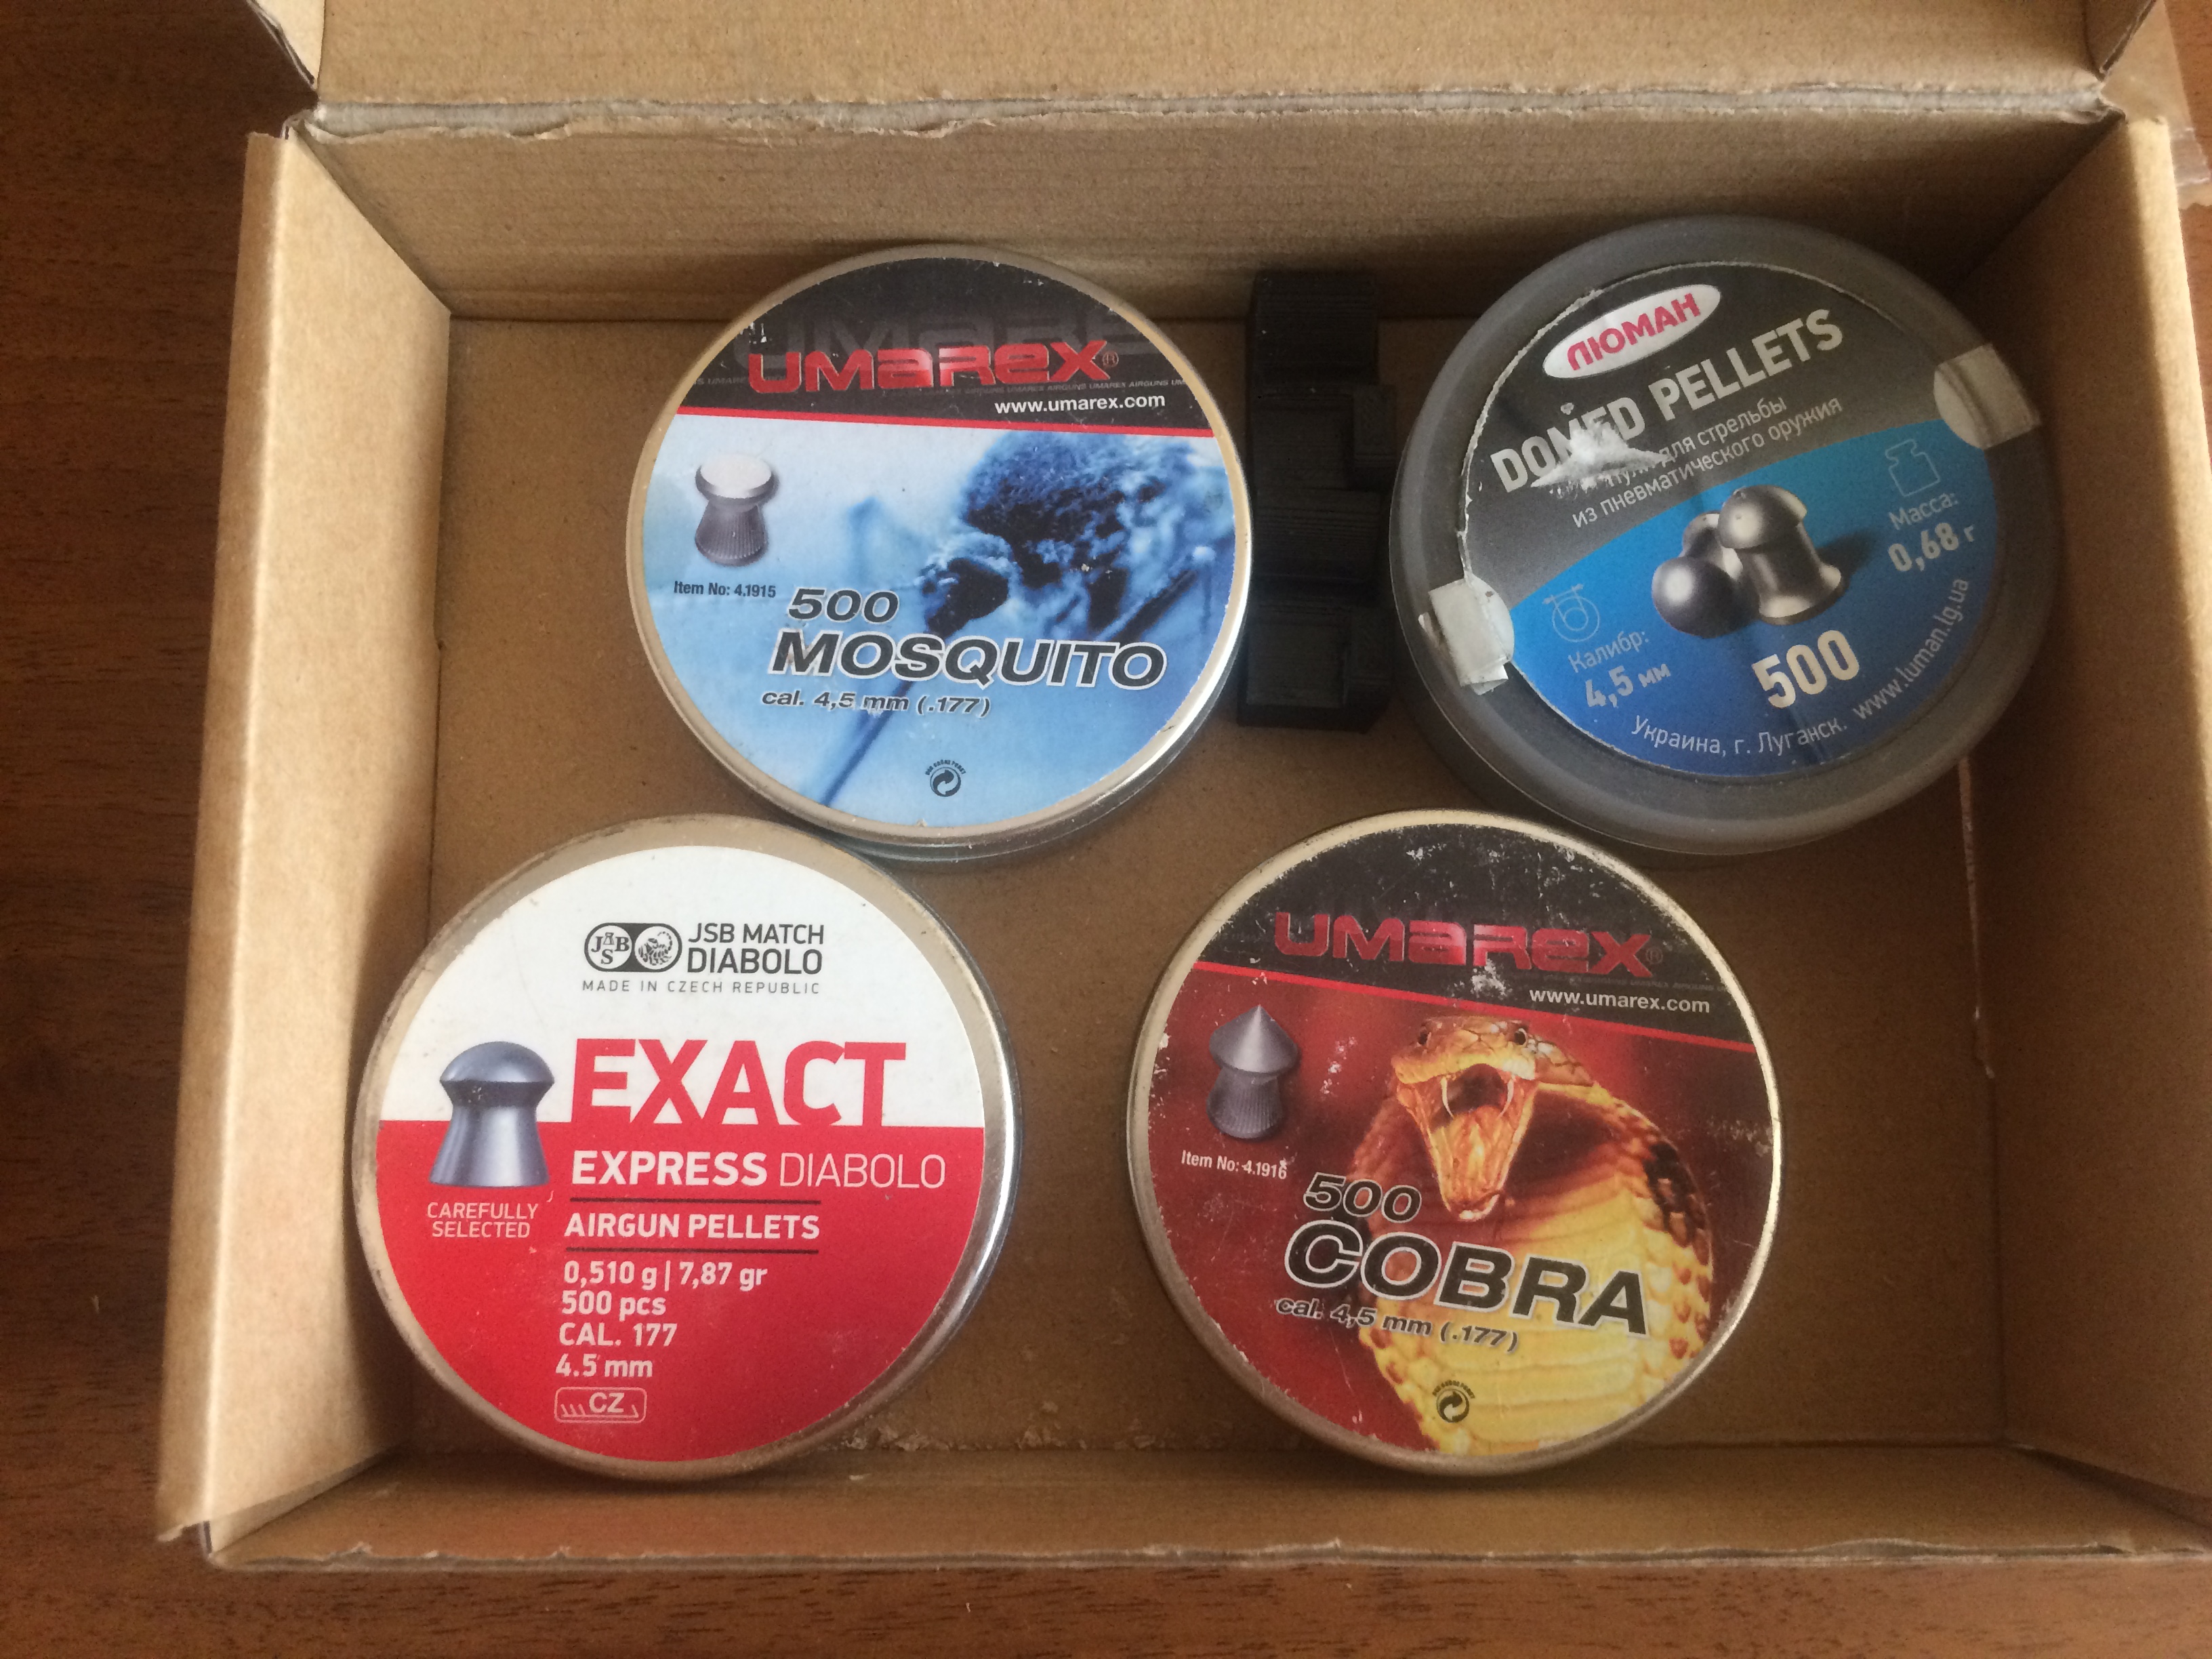 UMAREX®
www.umarex.com
Item No: 4.1915
500
MOSQUITO
cal. 4,5 mm (.177)
ЛЮМАН
DOMED PELLETS
для стрельбы
из пневматического оружия
Масса:
0,68 г
Калибр:
4,5 мм
500
Украина, г. Луганск. www.luman.lg.ua
JSB
JSB MATCH
DIABOLO
MADE IN CZECH REPUBLIC
EXACT
EXPRESS DIABOLO
CAREFULLY
SELECTED
AIRGUN PELLETS
0,510 g | 7,87 gr
500 pcs
CAL. 177
4.5 mm
CZ
UMAREX®
www.umarex.com
Item No: 4.1916
500
COBRA
cal. 4,5 mm (.177)